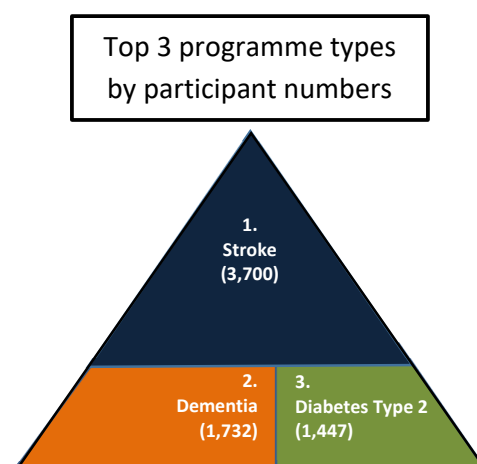 Top 3 programme types
by participant numbers
1.
Stroke
(3,700)
2.
Dementia
(1,732)
3.
Diabetes Type 2
(1,447)